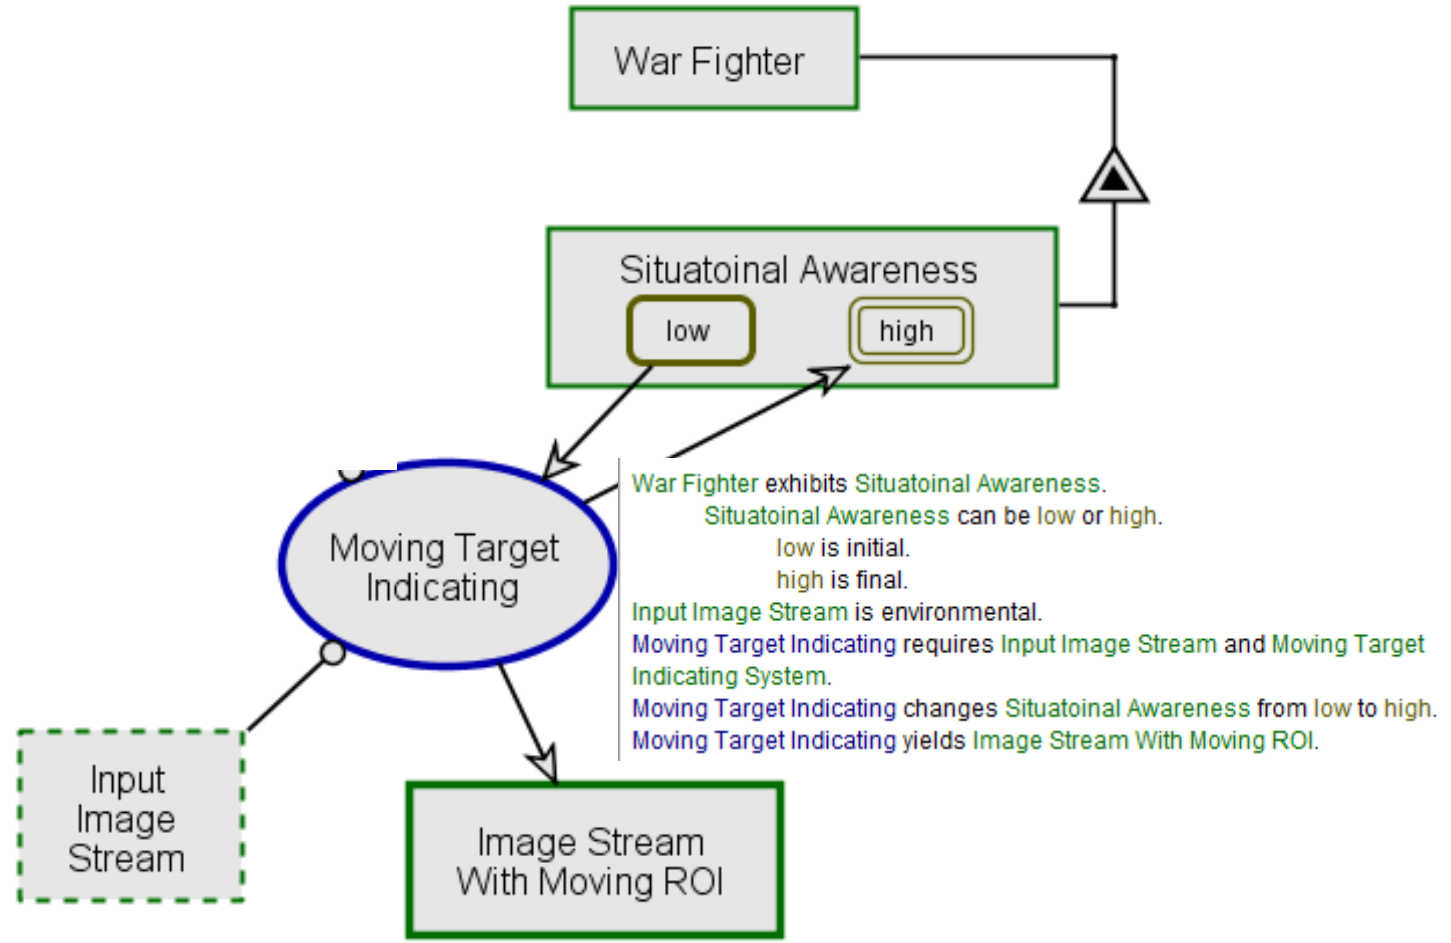 War Fighter
Situatoinal Awareness
low
high
Moving Target
Indicating
War Fighter exhibits Situatoinal Awareness.
Situatoinal Awareness can be low or high.
low is initial.
high is final.
Input Image Stream is environmental.
Moving Target Indicating requires Input Image Stream and Moving Target
Indicating System.
Moving Target Indicating changes Situatoinal Awareness from low to high.
Moving Target Indicating yields Image Stream With Moving ROI.
Input
Image
Stream
Image Stream
With Moving ROI